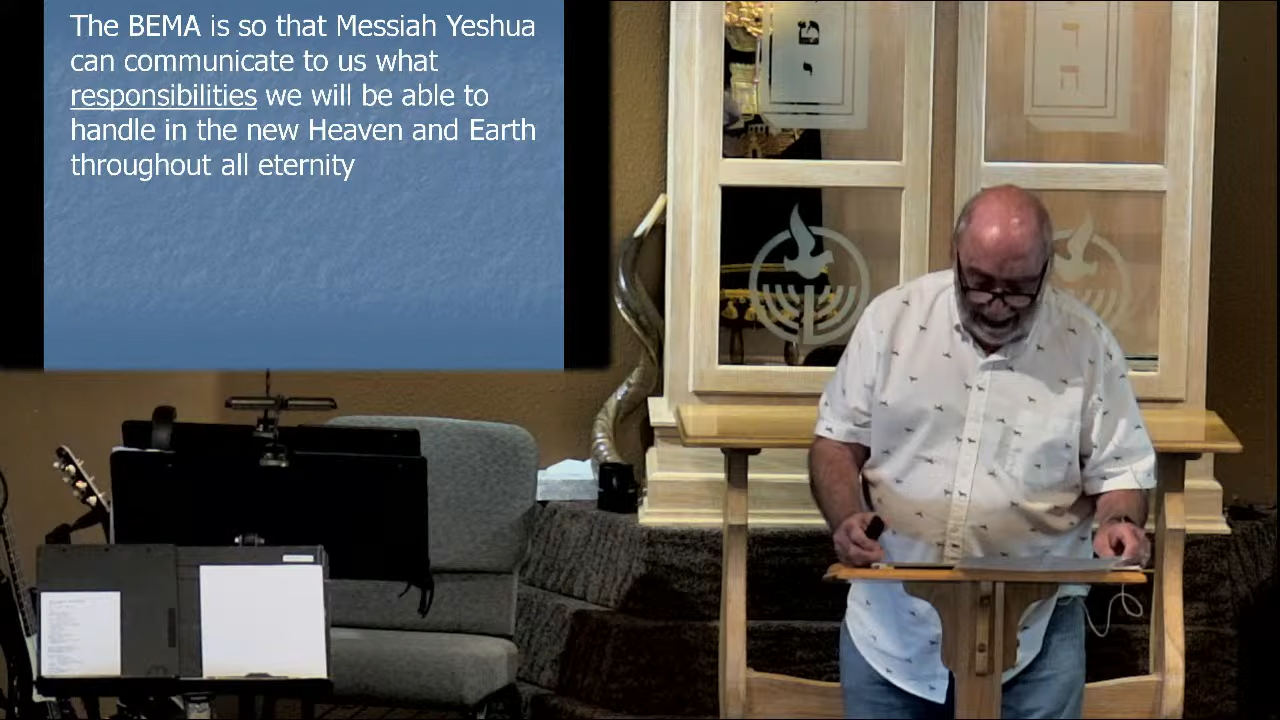 The BEMA is so that Messiah Yeshua
can communicate to us what
responsibilities we will be able to
handle in the new Heaven and Earth
throughout all eternity